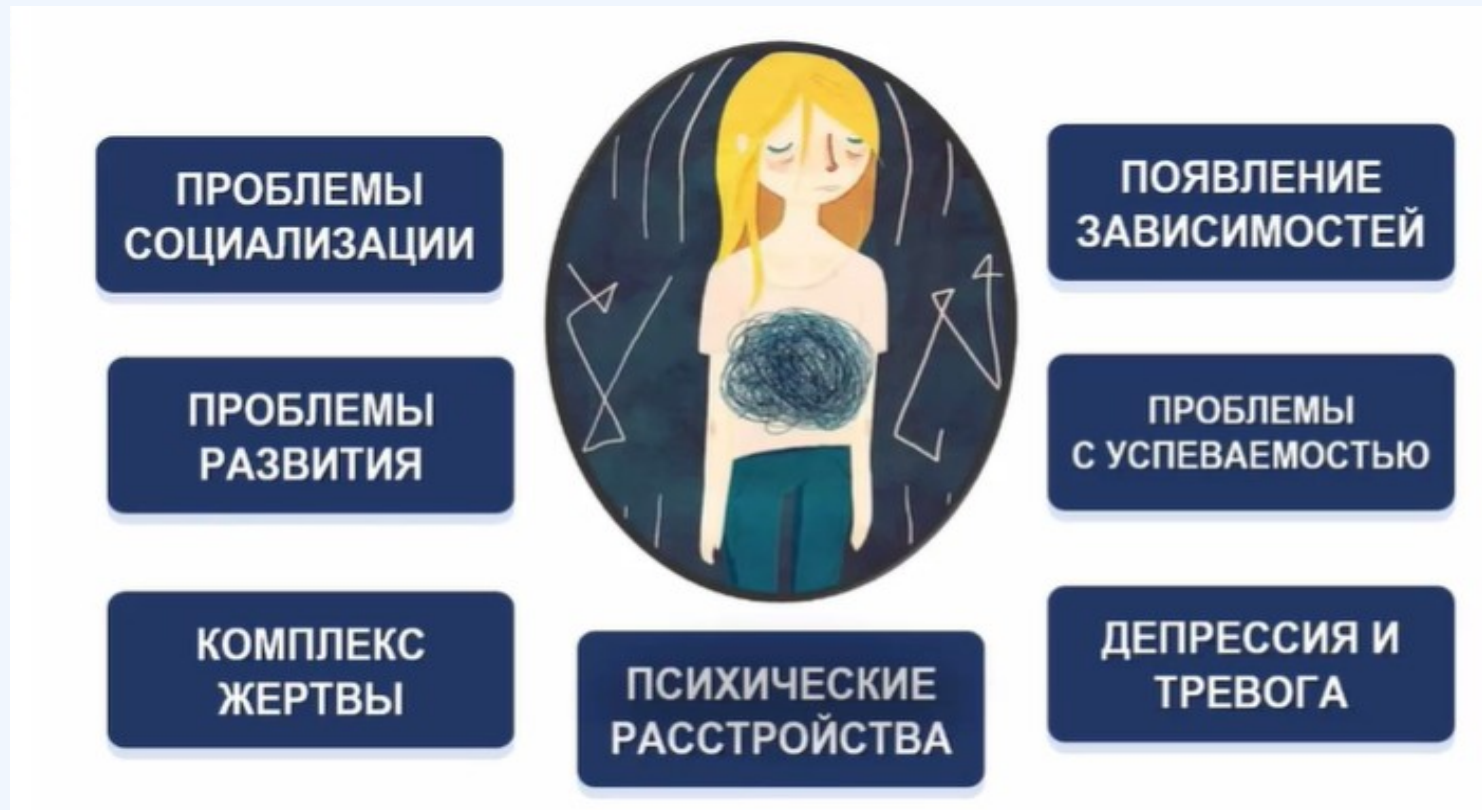 ПРОБЛЕМЫ
СОЦИАЛИЗАЦИИ
ПРОБЛЕМЫ
РАЗВИТИЯ
КОМПЛЕКС
ЖЕРТВЫ
ПСИХИЧЕСКИЕ
РАССТРОЙСТВА
ПОЯВЛЕНИЕ
ЗАВИСИМОСТЕЙ
ПРОБЛЕМЫ
С УСПЕВАЕМОСТЬЮ
ДЕПРЕССИЯ И
ТРЕВОГА